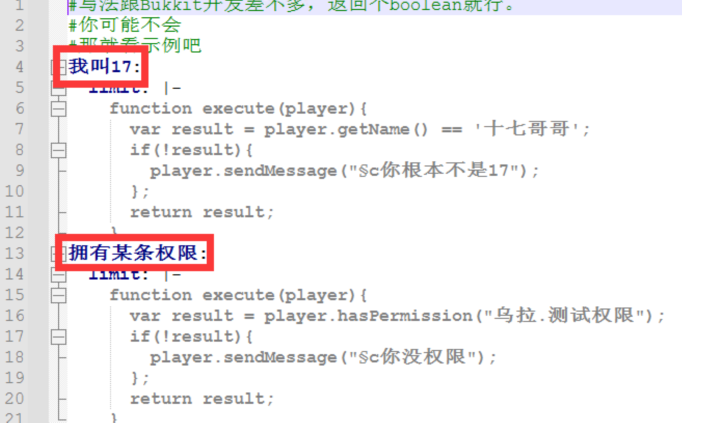 1 #写法跟Bukkit开发差不多，返回个boolean就行。
2 #你可能不会
3 #那就看示例吧
4 我叫17:
5 limit: |-
6 function execute(player){
7 var result = player.getName() == '十七哥哥';
8 if(!result){
9 player.sendMessage("§c你根本不是17");
10 };
11 return result;
12 }
13 拥有某条权限:
14 limit: |-
15 function execute(player){
16 var result = player.hasPermission("乌拉.测试权限");
17 if(!result){
18 player.sendMessage("§c你没权限");
19 };
20 return result;
21 }